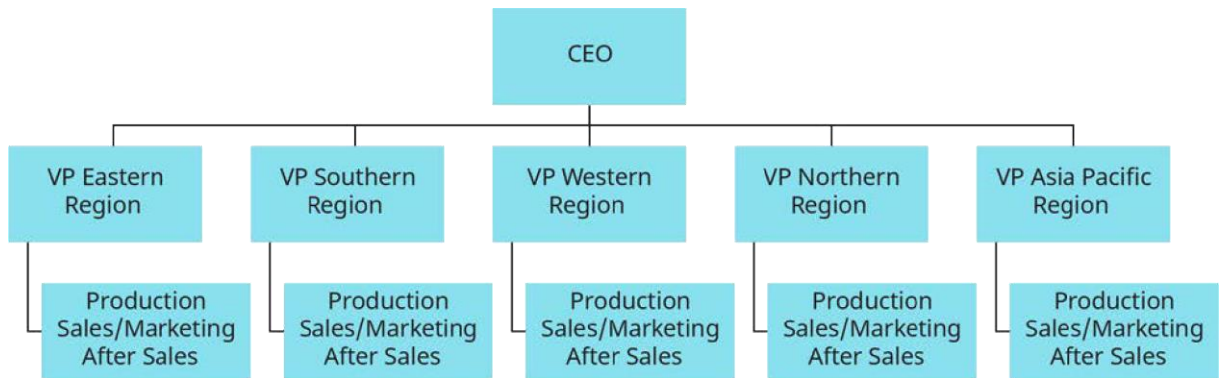 CEO
VP Eastern
Region
VP Southern
Region
VP Western
Region
VP Northern
Region
VP Asia Pacific
Region
Production
Sales/Marketing
After Sales
Production
Sales/Marketing
After Sales
Production
Sales/Marketing
After Sales
Production
Sales/Marketing
After Sales
Production
Sales/Marketing
After Sales